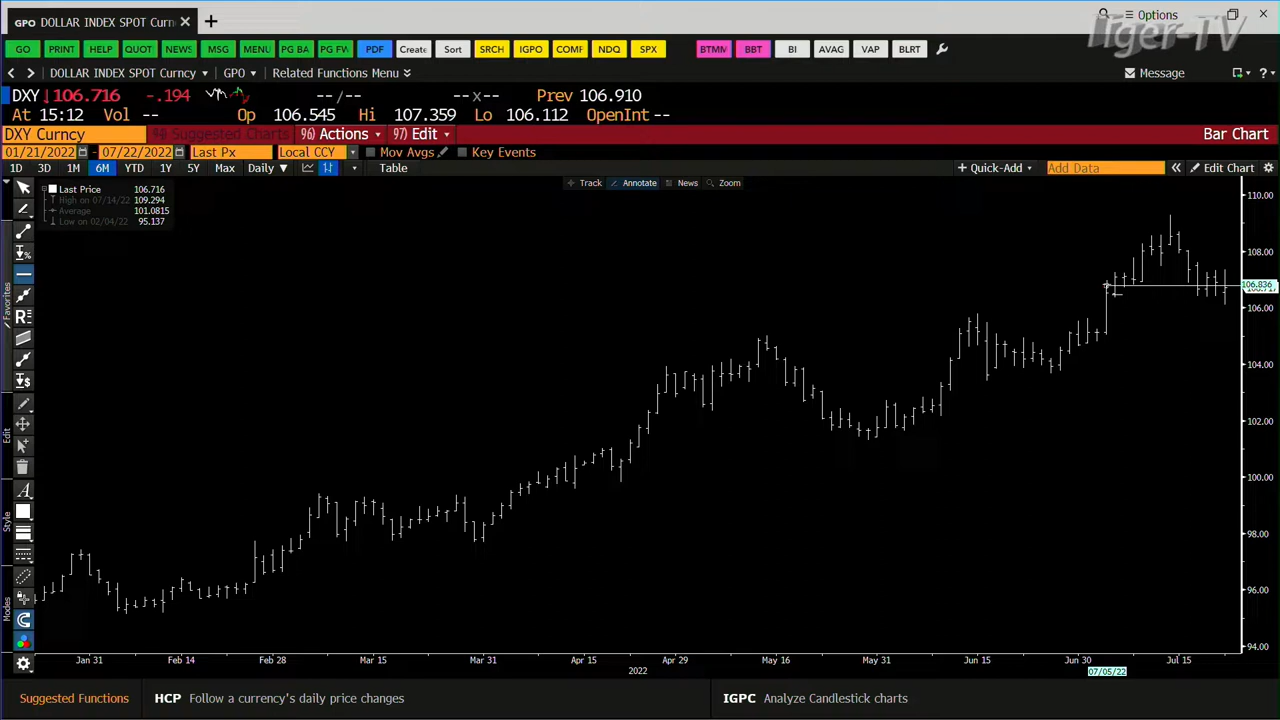 GPO DOLLAR INDEX SPOT Curn
Options
Tiger-TV
GO PRINT HELP QUOT NEWS MSG MENU PG BA PG FW PDF Create Sort SRCH IGPO COMF NDQ SPX BTMM BBT BI AVAG VAP BLRT
DOLLAR INDEX SPOT Curncy GPO Related Functions Menu Message ?
DXY 106.716 -.194 --/-- --x-- Prev 106.910
At 15:12 Vol -- Op 106.545 Hi 107.359 Lo 106.112 OpenInt --
DXY Curncy 94) Suggested Charts 96) Actions 97) Edit Bar Chart
01/21/2022 07/22/2022 Last Px Local CCY Mov Avgs Key Events
1D 3D 1M 6M YTD 1Y 5Y Max Daily Table + Quick-Add Add Data Edit Chart
Track Annotate News Zoom
Last Price 106.716
High on 07/14/22 109.294
Average 101.0815
Low on 02/04/22 95.137
110.00
108.00
106.836
106.00
104.00
102.00
100.00
98.00
96.00
94.00
Favorites
Edit
Style
Modes
Jan 31 Feb 14 Feb 28 Mar 15 Mar 31 Apr 15 Apr 29 May 16 May 31 Jun 15 Jun 30 Jul 15
2022
07/05/22
Suggested Functions HCP Follow a currency's daily price changes IGPC Analyze Candlestick charts